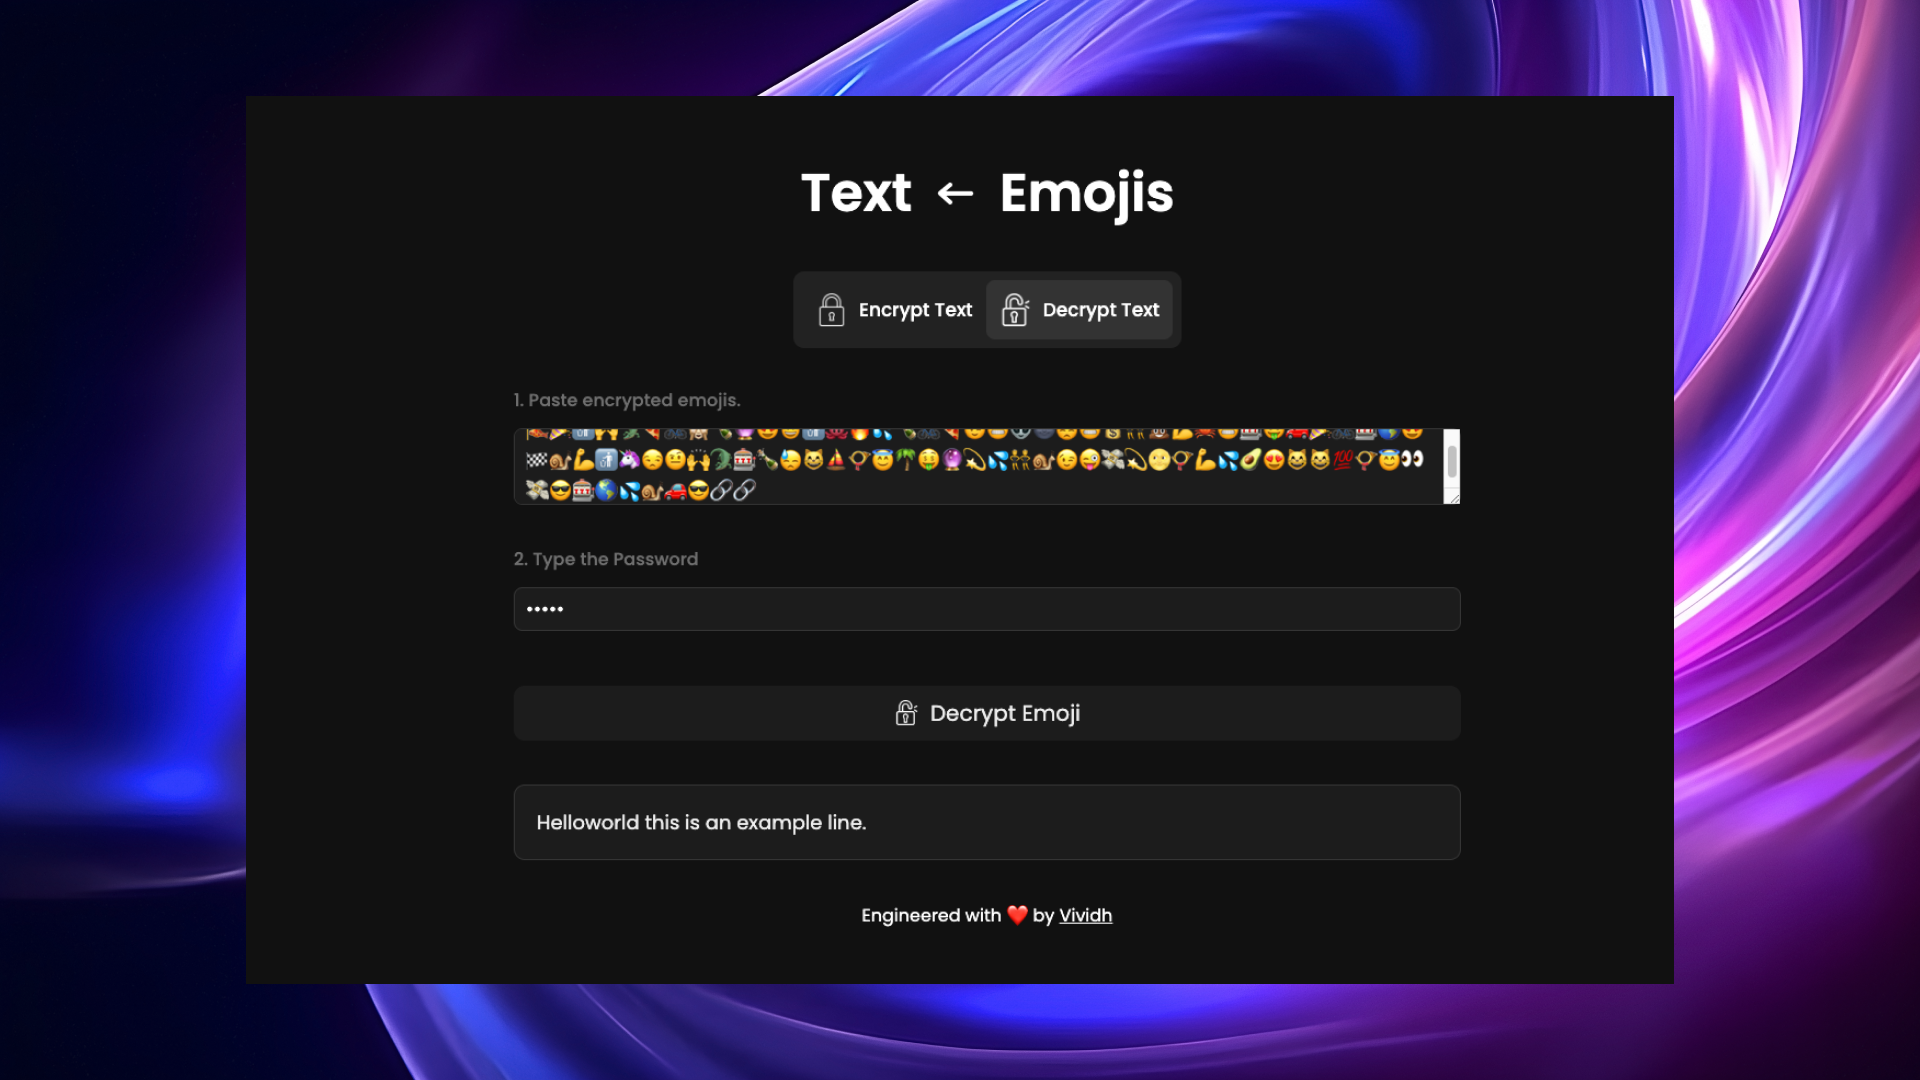 Text ← Emojis
Encrypt Text
Decrypt Text
1. Paste encrypted emojis.
2. Type the Password
•••••
Decrypt Emoji
Helloworld this is an example line.
Engineered with ❤️ by Vividh